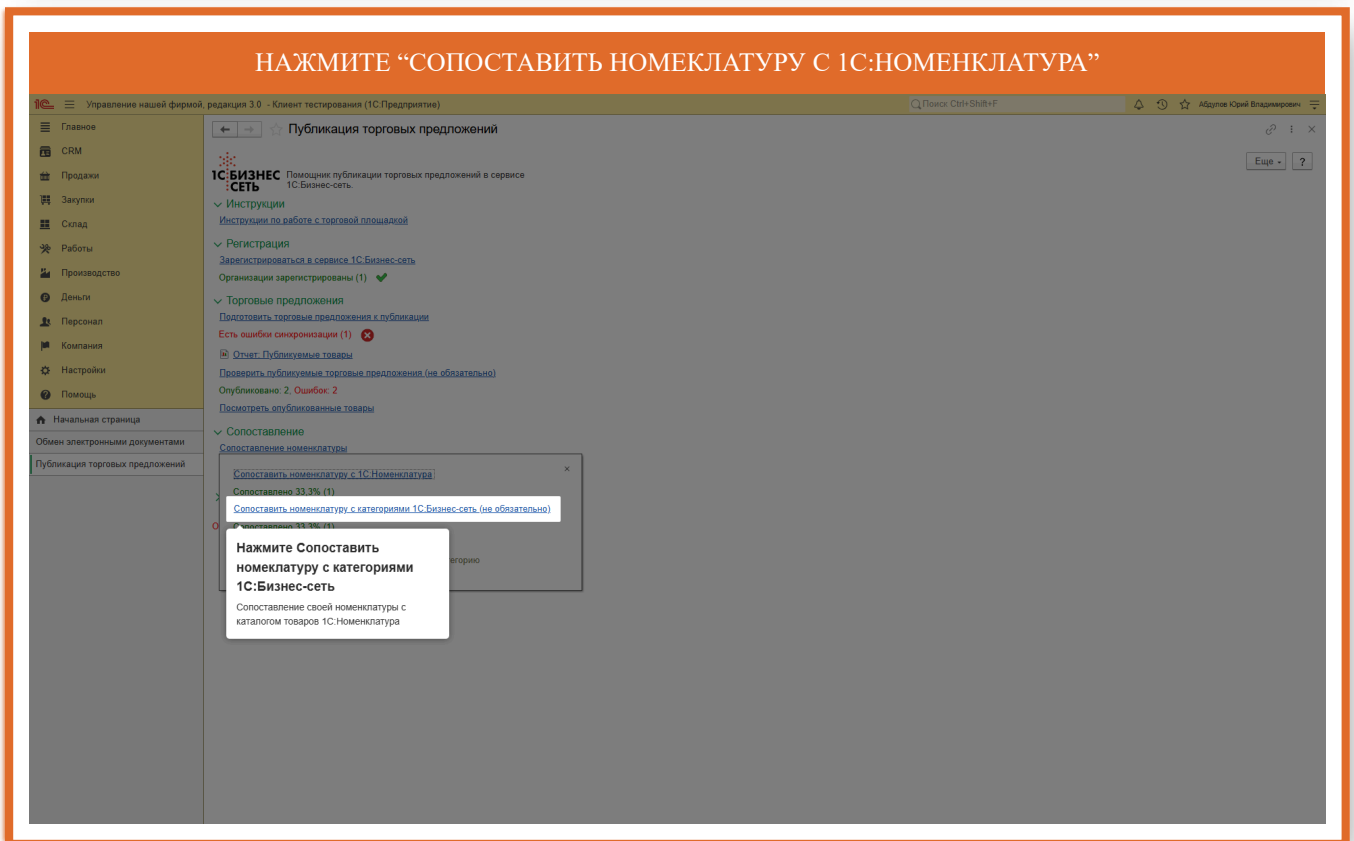 НАЖМИТЕ “СОПОСТАВИТЬ НОМЕКЛАТУРУ С 1С:НОМЕНКЛАТУРА”
1С Управление нашей фирмой, редакция 3.0 - Клиент тестирования (1С:Предприятие)
Поиск Ctrl+Shift+F
Абдулов Юрий Владимирович
Главное
CRM
Продажи
Закупки
Склад
Работы
Производство
Деньги
Персонал
Компания
Настройки
Помощь
Начальная страница
Обмен электронными документами
Публикация торговых предложений
Публикация торговых предложений
Еще
?
1С БИЗНЕС
СЕТЬ
Помощник публикации торговых предложений в сервисе
1С:Бизнес-сеть.
Инструкции
Инструкции по работе с торговой площадкой
Регистрация
Зарегистрироваться в сервисе 1С:Бизнес-сеть
Организации зарегистрированы (1)
Торговые предложения
Подготовить торговые предложения к публикации
Есть ошибки синхронизации (1)
Отчет: Публикуемые товары
Проверить публикуемые торговые предложения (не обязательно)
Опубликовано: 2, Ошибок: 2
Посмотреть опубликованные товары
Сопоставление
Сопоставление номенклатуры
Сопоставить номенклатуру с 1С:Номенклатура
Сопоставлено 33,3% (1)
Сопоставить номенклатуру с категориями 1С:Бизнес-сеть (не обязательно)
Сопоставлено 33,3% (1)
Нажмите Сопоставить
номеклатуру с категориями
1С:Бизнес-сеть
Сопоставление своей номенклатуры с
каталогом товаров 1С:Номенклатура